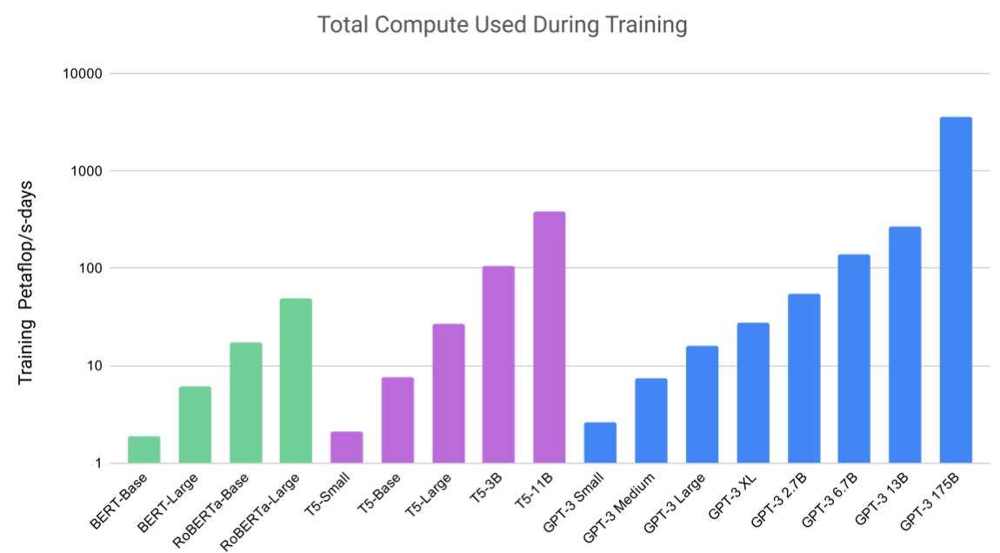 Total Compute Used During Training
10000
1000
100
10
1
Training Petaflop/s-days
BERT-Base
BERT-Large
RoBERTa-Base
RoBERTa-Large
T5-Small
T5-Base
T5-Large
T5-3B
T5-11B
GPT-3 Small
GPT-3 Medium
GPT-3 Large
GPT-3 XL
GPT-3 2.7B
GPT-3 6.7B
GPT-3 13B
GPT-3 175B